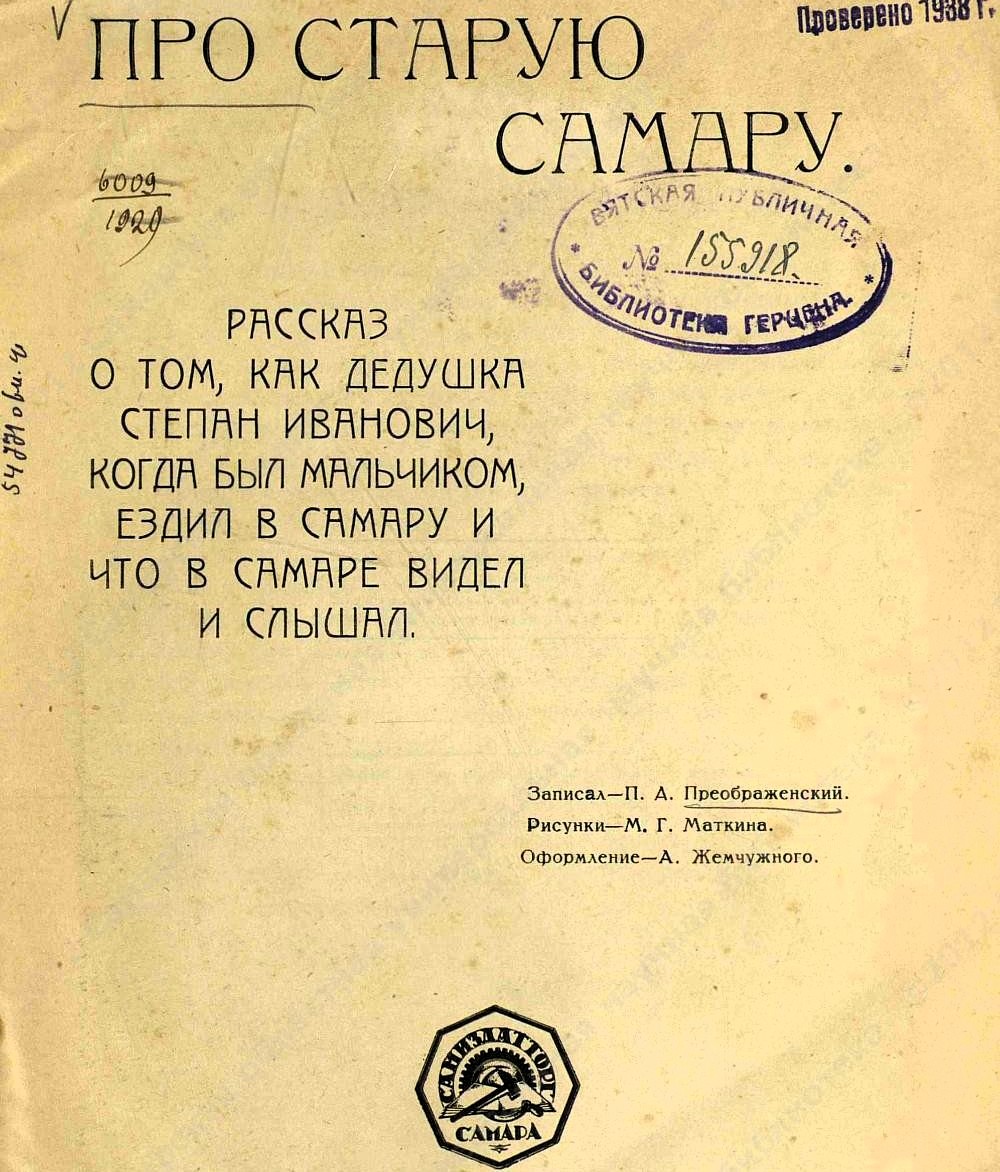 Проверено 1938 г.
ПРО СТАРУЮ
САМАРУ.
6009
1929
ВЯТСКАЯ ПУБЛИЧНАЯ
№ 155918.
БИБЛИОТЕКА ГЕРЦЕНА.
РАССКАЗ
О ТОМ, КАК ДЕДУШКА
СТЕПАН ИВАНОВИЧ,
КОГДА БЫЛ МАЛЬЧИКОМ,
ЕЗДИЛ В САМАРУ И
ЧТО В САМАРЕ ВИДЕЛ
И СЛЫШАЛ.
Записал—П. А. Преображенский.
Рисунки—М. Г. Маткина.
Оформление—А. Жемчужного.
САМИЗДАТТОРГ
САМАРА